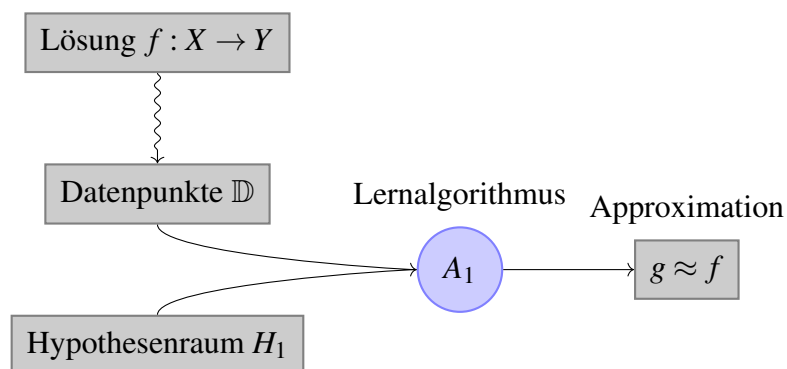 Lösung f : X → Y
Datenpunkte 𝔻
Lernalgorithmus
Approximation
A₁
g ≈ f
Hypothesenraum H₁